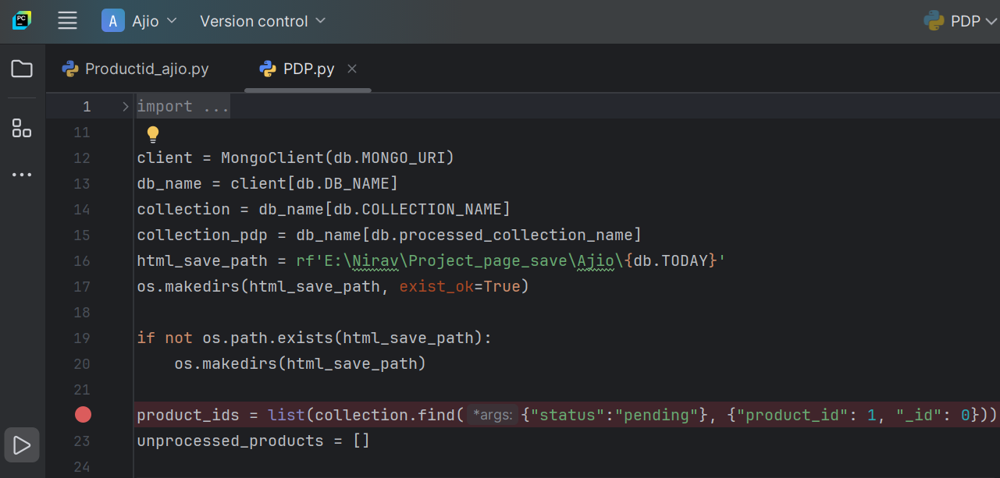 PC A Ajio Version control PDP
Productid_ajio.py PDP.py
1 import ...
11
12 client = MongoClient(db.MONGO_URI)
13 db_name = client[db.DB_NAME]
14 collection = db_name[db.COLLECTION_NAME]
15 collection_pdp = db_name[db.processed_collection_name]
16 html_save_path = rf'E:\Nirav\Project_page_save\Ajio\{db.TODAY}'
17 os.makedirs(html_save_path, exist_ok=True)
18
19 if not os.path.exists(html_save_path):
20     os.makedirs(html_save_path)
21
product_ids = list(collection.find( *args: {"status":"pending"}, {"product_id": 1, "_id": 0}))
23 unprocessed_products = []
24